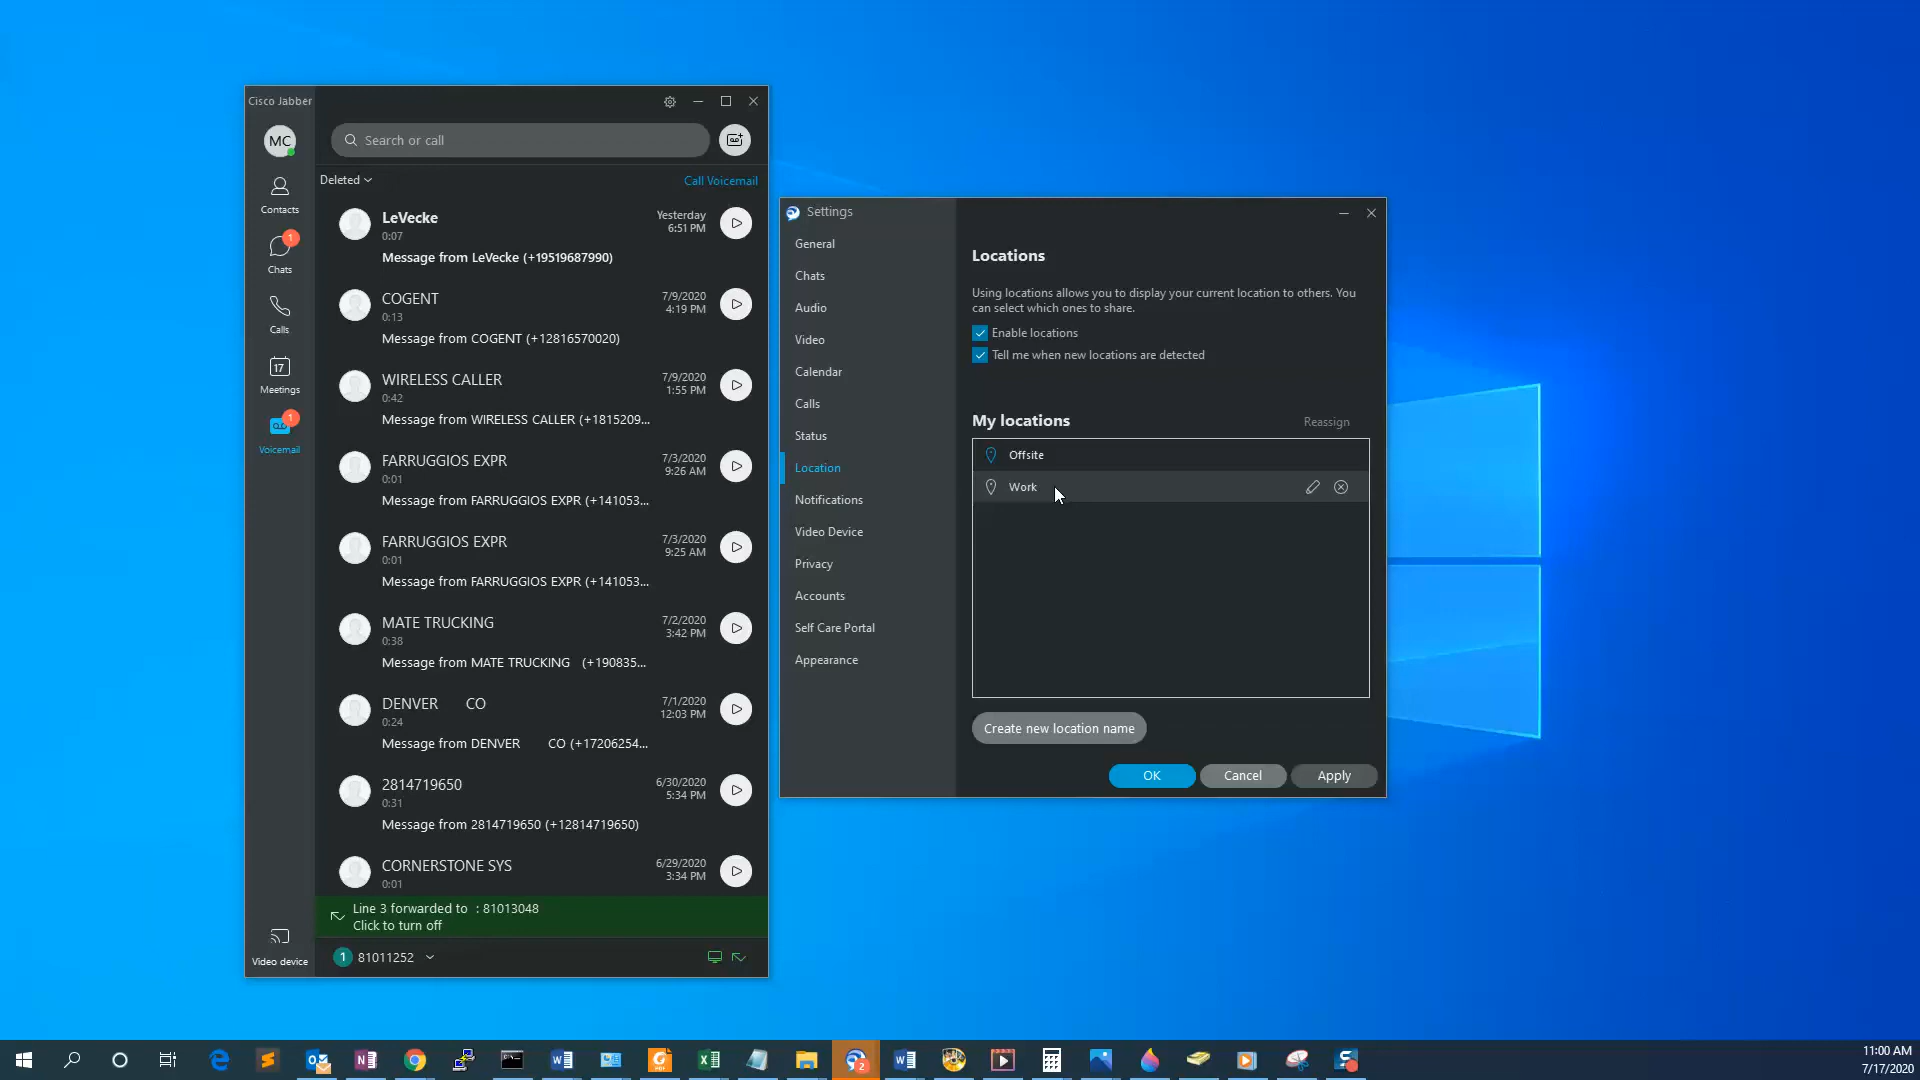 Cisco Jabber
MC
Search or call
Contacts
1
Chats
Calls
17
Meetings
1
Voicemail
Video device
Deleted
Call Voicemail
LeVecke
Yesterday
0:07
6:51 PM
Message from LeVecke (+19519687990)
COGENT
7/9/2020
0:13
4:19 PM
Message from COGENT (+12816570020)
WIRELESS CALLER
7/9/2020
0:42
1:55 PM
Message from WIRELESS CALLER (+1815209...
FARRUGGIOS EXPR
7/3/2020
0:01
9:26 AM
Message from FARRUGGIOS EXPR (+141053...
FARRUGGIOS EXPR
7/3/2020
0:01
9:25 AM
Message from FARRUGGIOS EXPR (+141053...
MATE TRUCKING
7/2/2020
0:38
3:42 PM
Message from MATE TRUCKING (+190835...
DENVER CO
7/1/2020
0:24
12:03 PM
Message from DENVER CO (+17206254...
2814719650
6/30/2020
0:31
5:34 PM
Message from 2814719650 (+12814719650)
CORNERSTONE SYS
6/29/2020
0:01
3:34 PM
Line 3 forwarded to : 81013048
Click to turn off
1 81011252
Settings
General
Chats
Audio
Video
Calendar
Calls
Status
Location
Notifications
Video Device
Privacy
Accounts
Self Care Portal
Appearance
Locations
Using locations allows you to display your current location to others. You
can select which ones to share.
Enable locations
Tell me when new locations are detected
My locations
Reassign
Offsite
Work
Create new location name
OK
Cancel
Apply
2
11:00 AM
7/17/2020